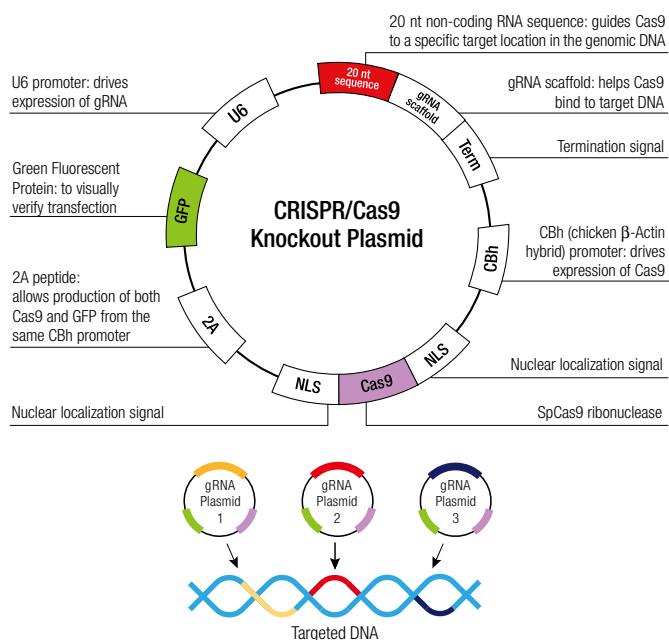 20 nt non-coding RNA sequence: guides Cas9
to a specific target location in the genomic DNA
U6 promoter: drives
expression of gRNA
gRNA scaffold: helps Cas9
bind to target DNA
Termination signal
Green Fluorescent
Protein: to visually
verify transfection
CBh (chicken β-Actin
hybrid) promoter: drives
expression of Cas9
2A peptide:
allows production of both
Cas9 and GFP from the
same CBh promoter
Nuclear localization signal
Nuclear localization signal
SpCas9 ribonuclease
CRISPR/Cas9
Knockout Plasmid
U6
20 nt
sequence
gRNA
scaffold
Term
CBh
NLS
Cas9
NLS
2A
GFP
gRNA
Plasmid
1
gRNA
Plasmid
2
gRNA
Plasmid
3
Targeted DNA